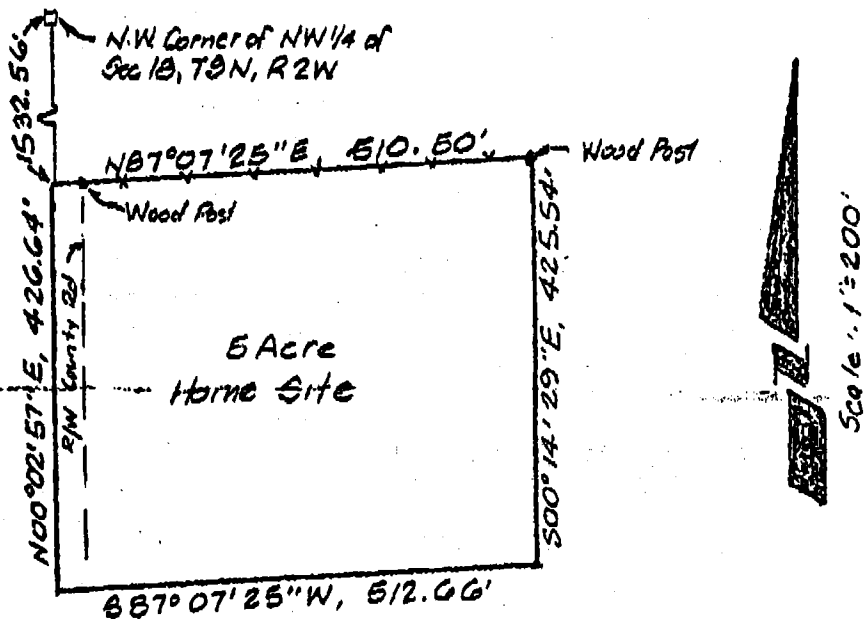 N.W. Corner of NW 1/4 of
Sec 18, T9N, R2W
1532.56'
N87°07'25"E 510.50'
Wood Post
Wood Post
N00°02'57"E, 426.64'
R/W County Rd
5 Acre
Home Site
S00°14'29"E, 425.54'
Scale: 1"=200'
S87°07'25"W, 512.66'